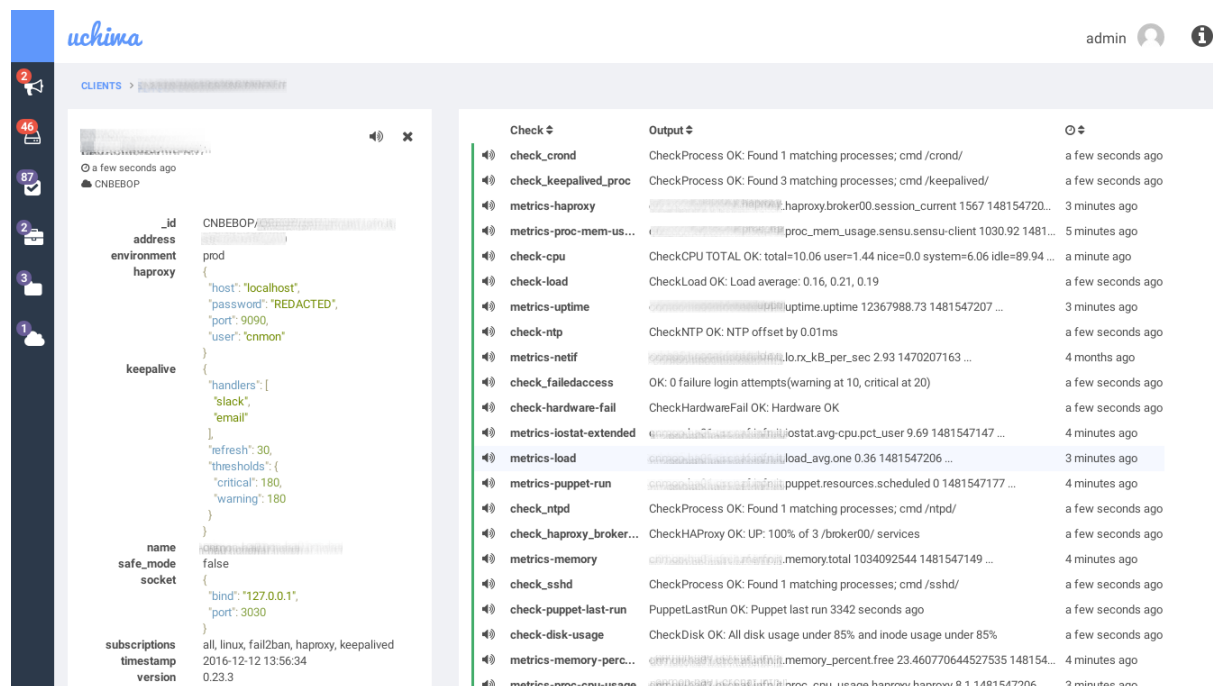 uchiwa
admin
2
46
87
2
3
1
CLIENTS >
a few seconds ago
CNBEBOP
_id CNBEBOP/
address
environment prod
haproxy {
"host": "localhost",
"password": "REDACTED",
"port": 9090,
"user": "cnmon"
}
keepalive {
"handlers": [
"slack",
"email"
],
"refresh": 30,
"thresholds": {
"critical": 180,
"warning": 180
}
}
name
safe_mode false
socket {
"bind": "127.0.0.1",
"port": 3030
}
subscriptions all, linux, fail2ban, haproxy, keepalived
timestamp 2016-12-12 13:56:34
version 0.23.3
Check Output
check_crond CheckProcess OK: Found 1 matching processes; cmd /crond/ a few seconds ago
check_keepalived_proc CheckProcess OK: Found 3 matching processes; cmd /keepalived/ a few seconds ago
metrics-haproxy .haproxy.broker00.session_current 1567 148154720... 3 minutes ago
metrics-proc-mem-us... proc_mem_usage.sensu.sensu-client 1030.92 1481... 5 minutes ago
check-cpu CheckCPU TOTAL OK: total=10.06 user=1.44 nice=0.0 system=6.06 idle=89.94 ... a minute ago
check-load CheckLoad OK: Load average: 0.16, 0.21, 0.19 a few seconds ago
metrics-uptime uptime.uptime 12367988.73 1481547207 ... 3 minutes ago
check-ntp CheckNTP OK: NTP offset by 0.01ms a few seconds ago
metrics-netif .lo.rx_kB_per_sec 2.93 1470207163 ... 4 months ago
check_failedaccess OK: 0 failure login attempts(warning at 10, critical at 20) a few seconds ago
check-hardware-fail CheckHardwareFail OK: Hardware OK a few seconds ago
metrics-iostat-extended iostat.avg-cpu.pct_user 9.69 1481547147 ... 4 minutes ago
metrics-load load_avg.one 0.36 1481547206 ... 3 minutes ago
metrics-puppet-run puppet.resources.scheduled 0 1481547177 ... 4 minutes ago
check_ntpd CheckProcess OK: Found 1 matching processes; cmd /ntpd/ a few seconds ago
check_haproxy_broker... CheckHAProxy OK: UP: 100% of 3 /broker00/ services a few seconds ago
metrics-memory .memory.total 1034092544 1481547149 ... 4 minutes ago
check_sshd CheckProcess OK: Found 1 matching processes; cmd /sshd/ a few seconds ago
check-puppet-last-run PuppetLastRun OK: Puppet last run 3342 seconds ago a few seconds ago
check-disk-usage CheckDisk OK: All disk usage under 85% and inode usage under 85% a few seconds ago
metrics-memory-perc... .memory_percent.free 23.460770644527535 148154... 4 minutes ago
metrics-proc-cpu-usage proc_cpu_usage.haproxy.haproxy 8.1 1481547206 3 minutes ago